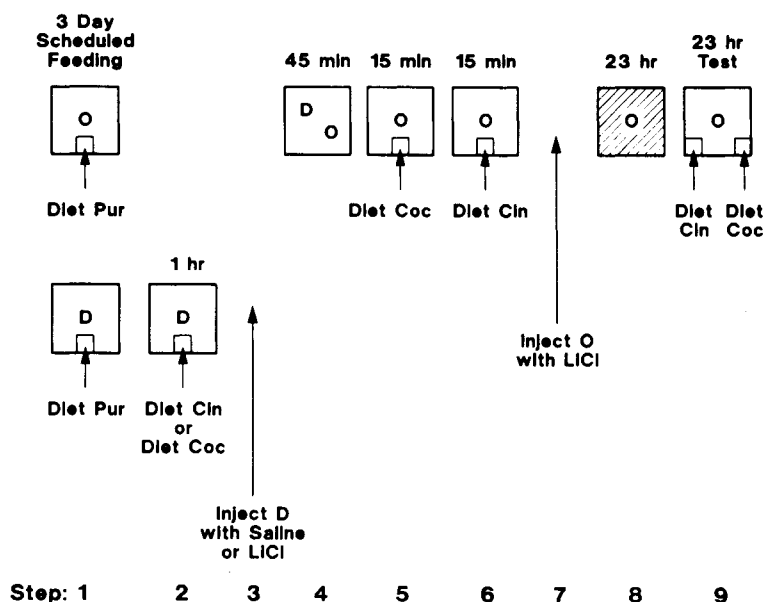 3 Day
Scheduled
Feeding
45 min 15 min 15 min 23 hr 23 hr
Test
O D O O O O O
Diet Pur Diet Coc Diet Cin Diet Diet
Cin Coc
1 hr
D D
Inject O
with LiCl
Diet Pur Diet Cin
or
Diet Coc
Inject D
with Saline
or LiCl
Step: 1 2 3 4 5 6 7 8 9